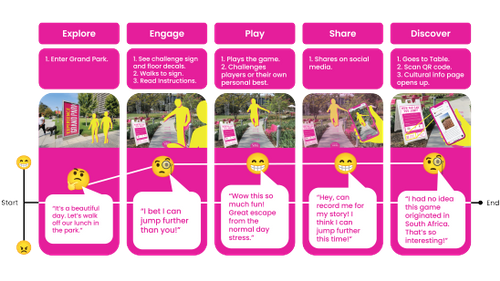 Explore
Engage
Play
Share
Discover
1. Enter Grand Park.
1. See challenge sign
and floor decals.
2. Walks to sign.
3. Read Instructions.
1. Plays the game.
2. Challenges
players or their own
personal best.
1. Shares on social
media.
1. Goes to Table.
2. Scan QR code.
3. Cultural info page
opens up.
Start
End
"It's a beautiful
day. Let's walk
off our lunch in
the park."
"I bet I can
jump further
than you!"
"Wow this so
much fun!
Great escape
from the
normal day
stress."
"Hey, can
record me for
my story! I
think I can
jump further
this time!"
"I had no idea
this game
originated in
South Africa.
That's so
interesting!"